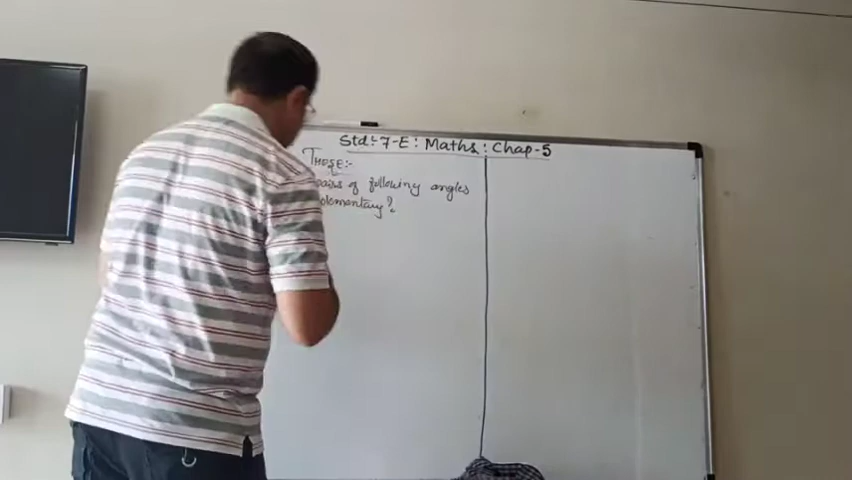 Std:-7-E: Maths: Chap-5
THOSE:-
pairs of following angles
plementary?